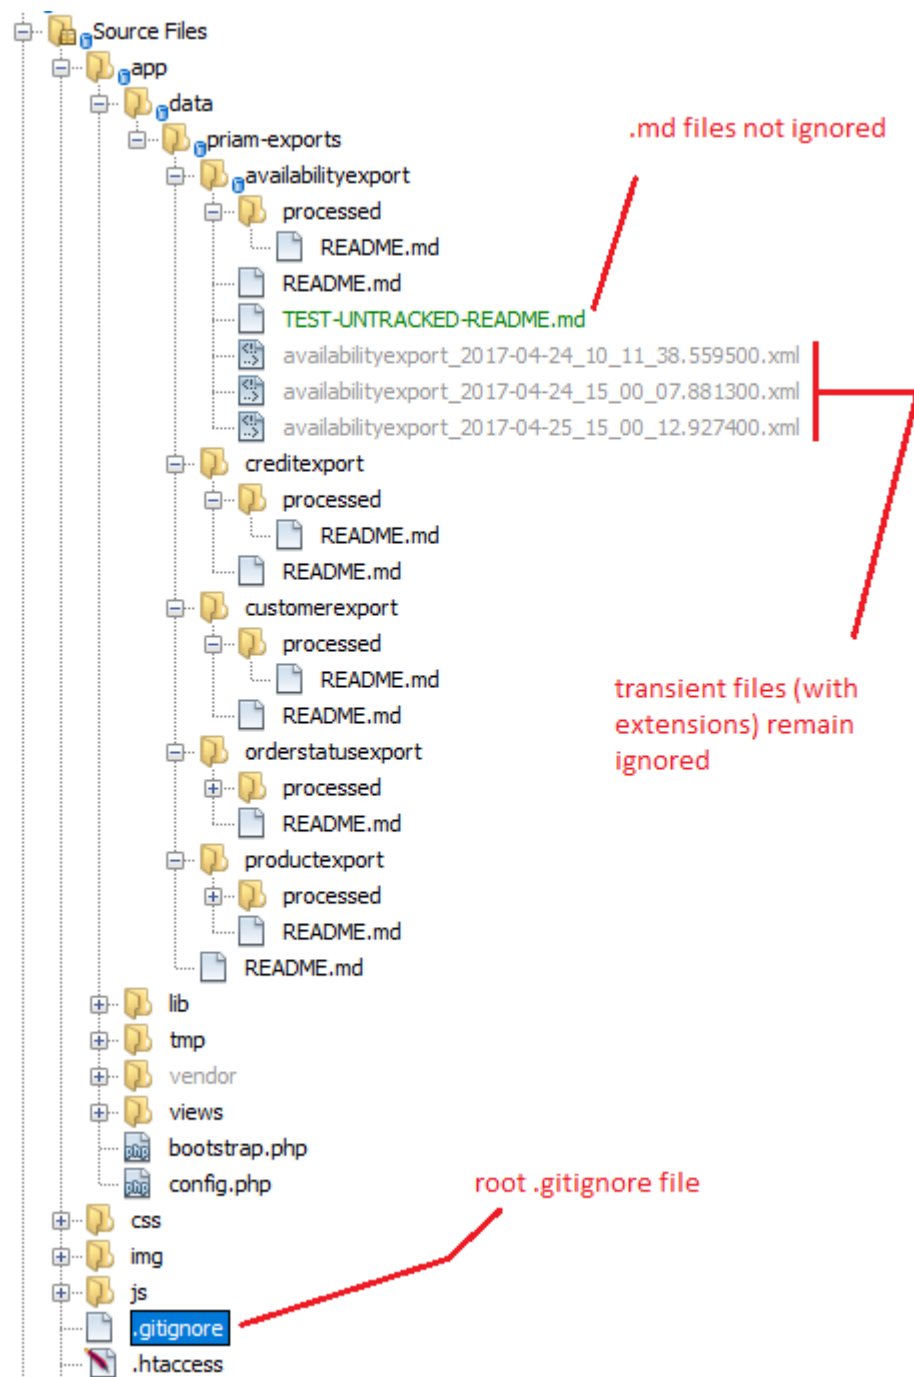 Source Files
app
data
.md files not ignored
priam-exports
availabilityexport
processed
README.md
README.md
TEST-UNTRACKED-README.md
availabilityexport_2017-04-24_10_11_38.559500.xml
availabilityexport_2017-04-24_15_00_07.881300.xml
availabilityexport_2017-04-25_15_00_12.927400.xml
creditexport
processed
README.md
README.md
customerexport
processed
README.md
transient files (with
extensions) remain
ignored
README.md
orderstatusexport
processed
README.md
productexport
processed
README.md
README.md
lib
tmp
vendor
views
bootstrap.php
config.php
root .gitignore file
css
img
js
.gitignore
.htaccess